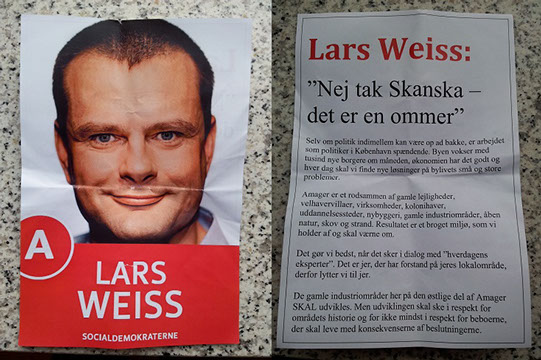 A
LARS
WEISS
SOCIALDEMOKRATERNE
Lars Weiss:
”Nej tak Skanska –
det er en ommer”
Selv om politik indimellem kan være op ad bakke, er arbejdet
som politiker i København spændende. Byen vokser med
tusind nye borgere om måneden, økonomien har det godt og
hver dag skal vi finde nye løsninger på bylivets små og store
problemer.
Amager er et rodsammen af gamle lejligheder,
velhavervillaer, virksomheder, kolonihaver,
uddannelsessteder, nybyggeri, gamle industriområder, åben
natur, skov og strand. Resultatet er et broget miljø, som vi
holder af og skal værne om.
Det gør vi bedst, når det sker i dialog med ”hverdagens
eksperter”. Det er jer, der har forstand på jeres lokalområde,
derfor lytter vi til jer.
De gamle industriområder her på den østlige del af Amager
SKAL udvikles. Men udviklingen skal ske i respekt for
områdets historie og for ikke mindst i respekt for beboerne,
der skal leve med konsekvenserne af beslutningerne.